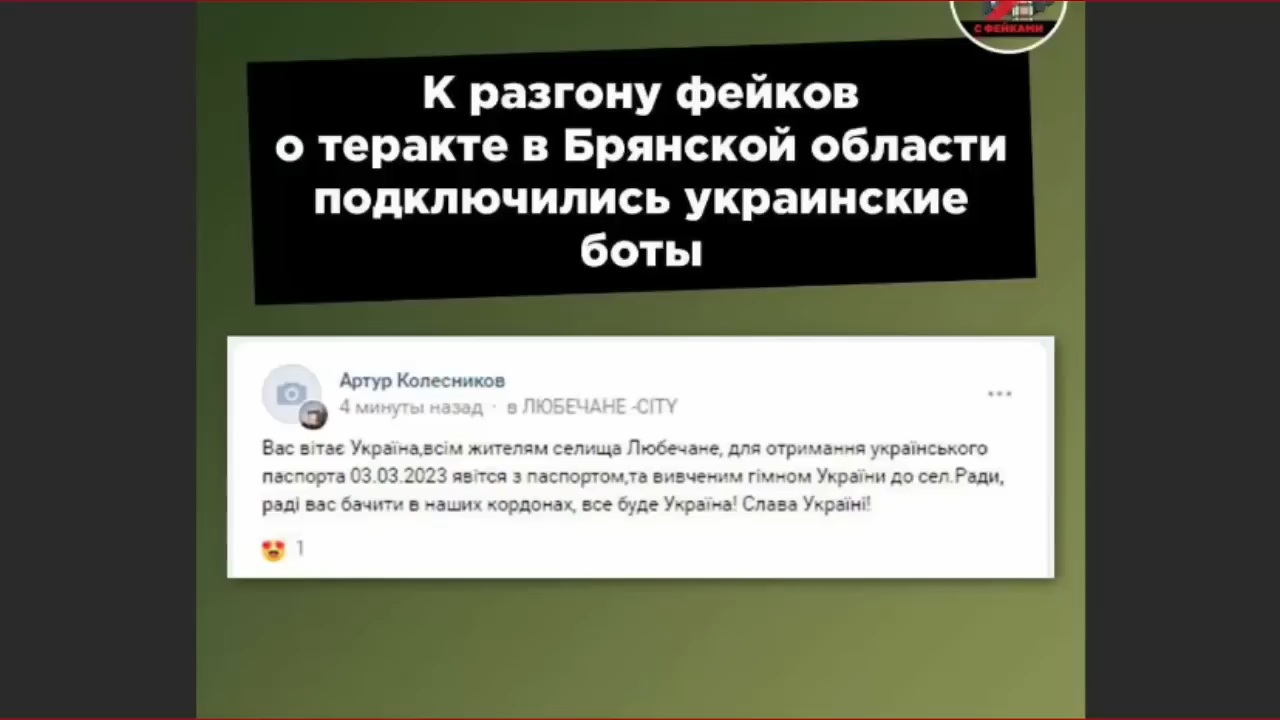 С ФЕЙКАМИ
К разгону фейков
о теракте в Брянской области
подключились украинские
боты
Артур Колесников
4 минуты назад · в ЛЮБЕЧАНЕ -CITY
Вас вітає Україна,всім жителям селища Любечане, для отримання українського
паспорта 03.03.2023 явітся з паспортом,та вивченим гімном України до сел.Ради,
раді вас бачити в наших кордонах, все буде Україна! Слава Україні!
1